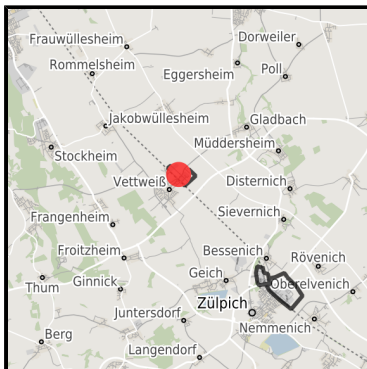 Dorweiler
Frauwüllesheim
Rommelsheim
Eggersheim
Poll
Jakobwüllesheim
Gladbach
Müddersheim
Stockheim
Vettweiß
Disternich
Sievernich
Frangenheim
Froitzheim
Bessenich
Rövenich
Geich
Thum
Ginnick
Oberelvenich
Zülpich
Juntersdorf
Nemmenich
Berg
Langendorf